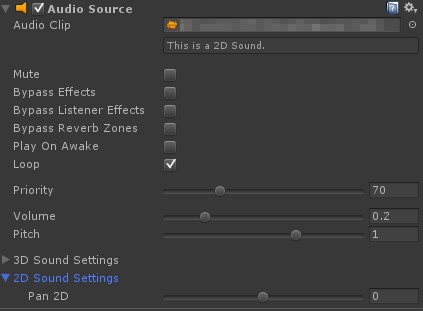 Audio Source
Audio Clip
This is a 2D Sound.
Mute
Bypass Effects
Bypass Listener Effects
Bypass Reverb Zones
Play On Awake
Loop
Priority 70
Volume 0.2
Pitch 1
3D Sound Settings
2D Sound Settings
Pan 2D 0